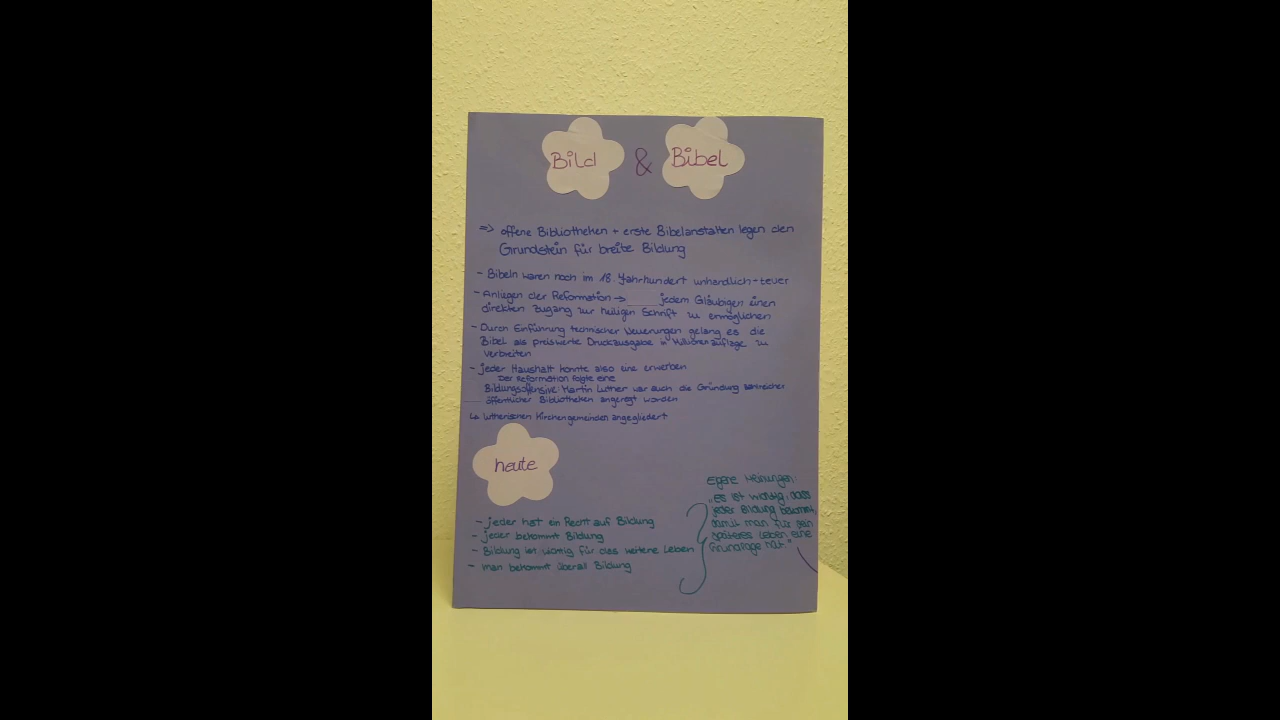 Bild & Bibel
=> offene Bibliotheken + erste Bibelanstalten legen den
Grundstein für breite Bildung
- Bibeln waren noch im 18. Jahrhundert unhandlich + teuer
- Anliegen der Reformation → jedem Gläubigen einen
direkten Zugang zur heiligen Schrift zu ermöglichen
- Durch Einführung technischer Neuerungen gelang es die
Bibel als preiswerte Druckausgabe in Millionenauflage zu
verbreiten
- jeder Haushalt konnte also eine erwerben
Der Reformation folgte eine
Bildungsoffensive Martin Luther war auch die Gründung zahlreicher
öffentlicher Bibliotheken angeregt worden
↳ lutherischen Kirchengemeinden angegliedert
heute
- jeder hat ein Recht auf Bildung
- jeder bekommt Bildung
- Bildung ist wichtig für das weitere Leben
- man bekommt überall Bildung
Eigene Meinungen:
„Es ist wichtig, dass
jeder Bildung bekommt,
damit man für sein
späteres Leben eine
Grundlage hat."